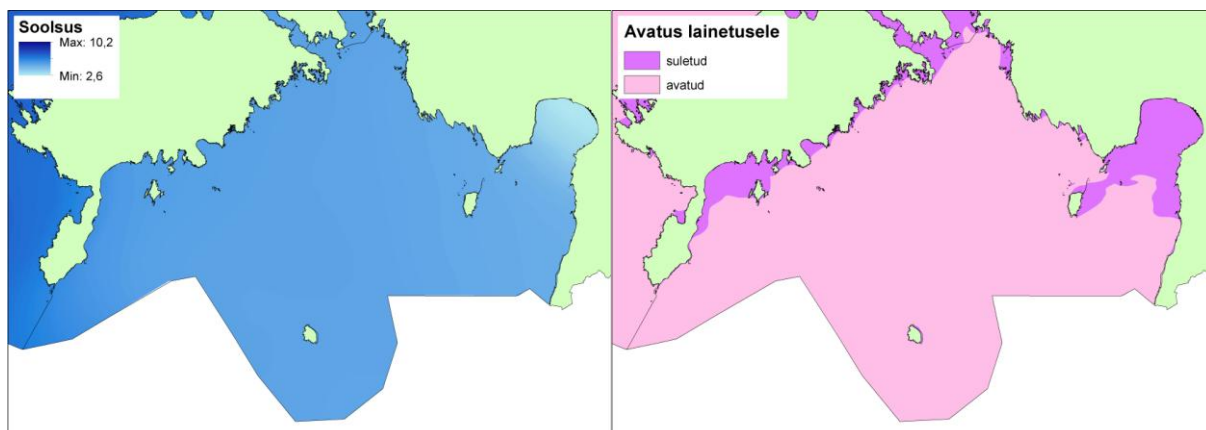 Soolsus
Max: 10,2
Min: 2,6
Avatus lainetusele
suletud
avatud